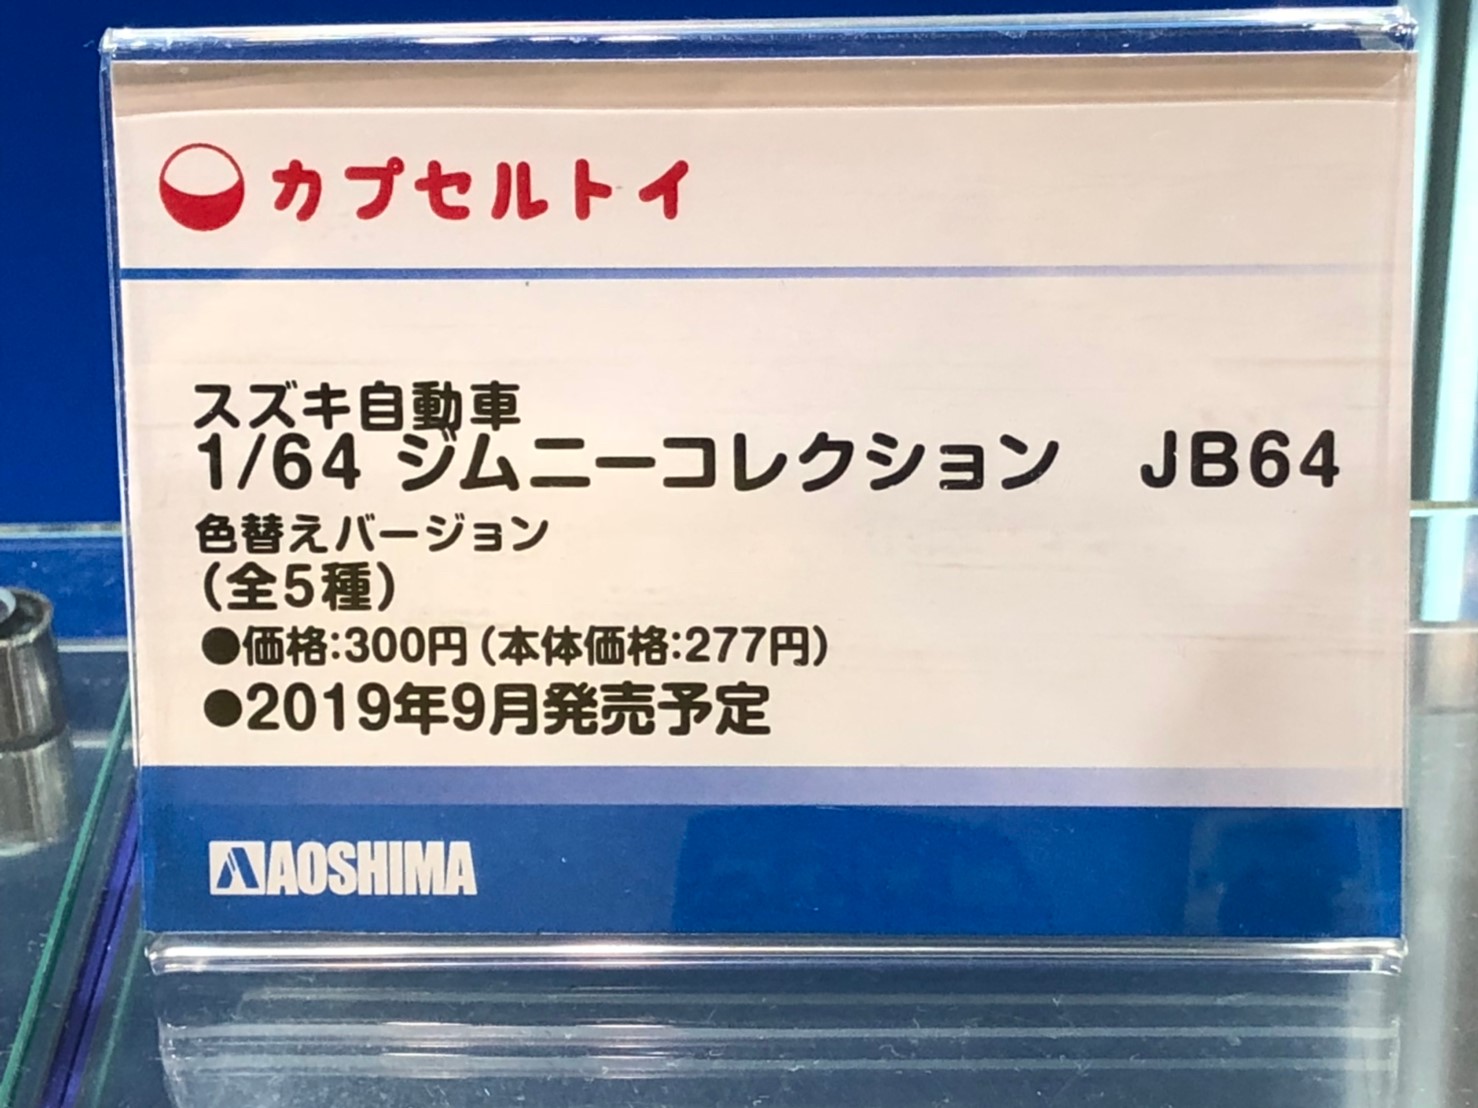 カプセルトイ
スズキ自動車
1/64 ジムニーコレクション　JB64
色替えバージョン
(全5種)
●価格:300円(本体価格:277円)
●2019年9月発売予定
AOSHIMA